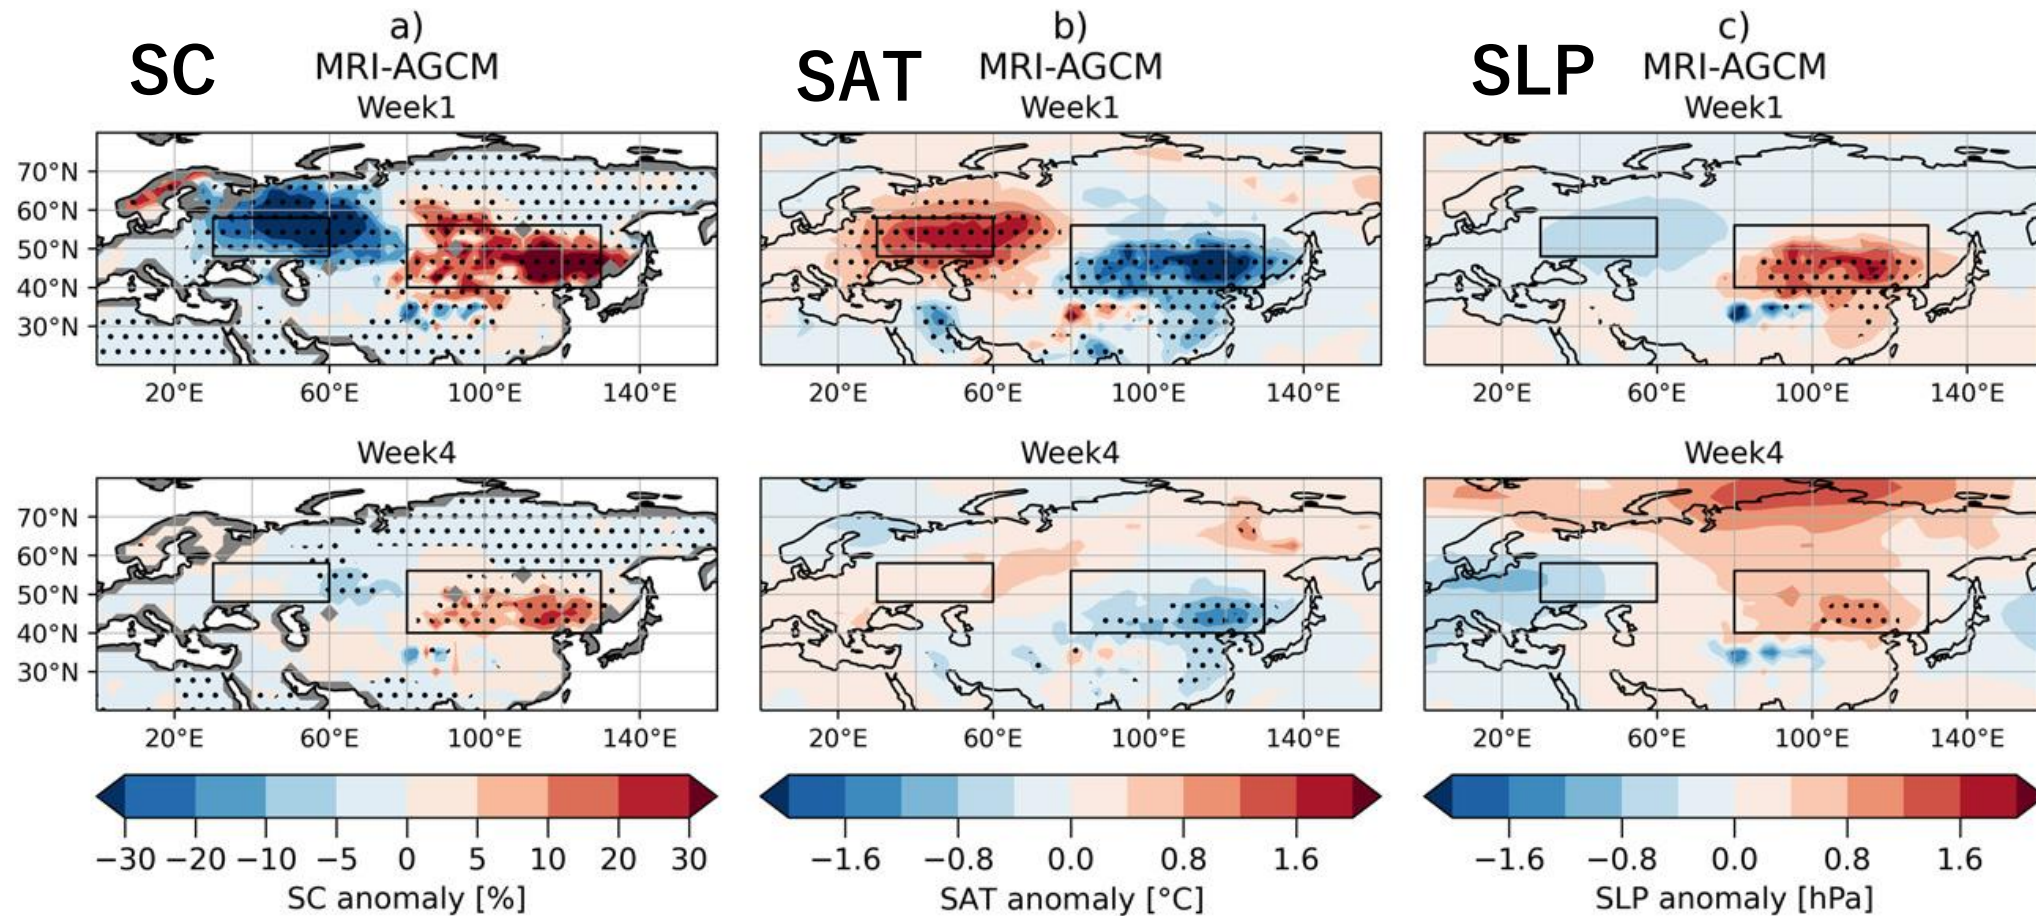 a) b) c)
SC MRI-AGCM SAT MRI-AGCM SLP MRI-AGCM
Week1 Week1 Week1
70°N
60°N
50°N
40°N
30°N
20°E 60°E 100°E 140°E 20°E 60°E 100°E 140°E 20°E 60°E 100°E 140°E
Week4 Week4 Week4
70°N
60°N
50°N
40°N
30°N
20°E 60°E 100°E 140°E 20°E 60°E 100°E 140°E 20°E 60°E 100°E 140°E
−30 −20 −10 −5 0 5 10 20 30 −1.6 −0.8 0.0 0.8 1.6 −1.6 −0.8 0.0 0.8 1.6
SC anomaly [%] SAT anomaly [°C] SLP anomaly [hPa]